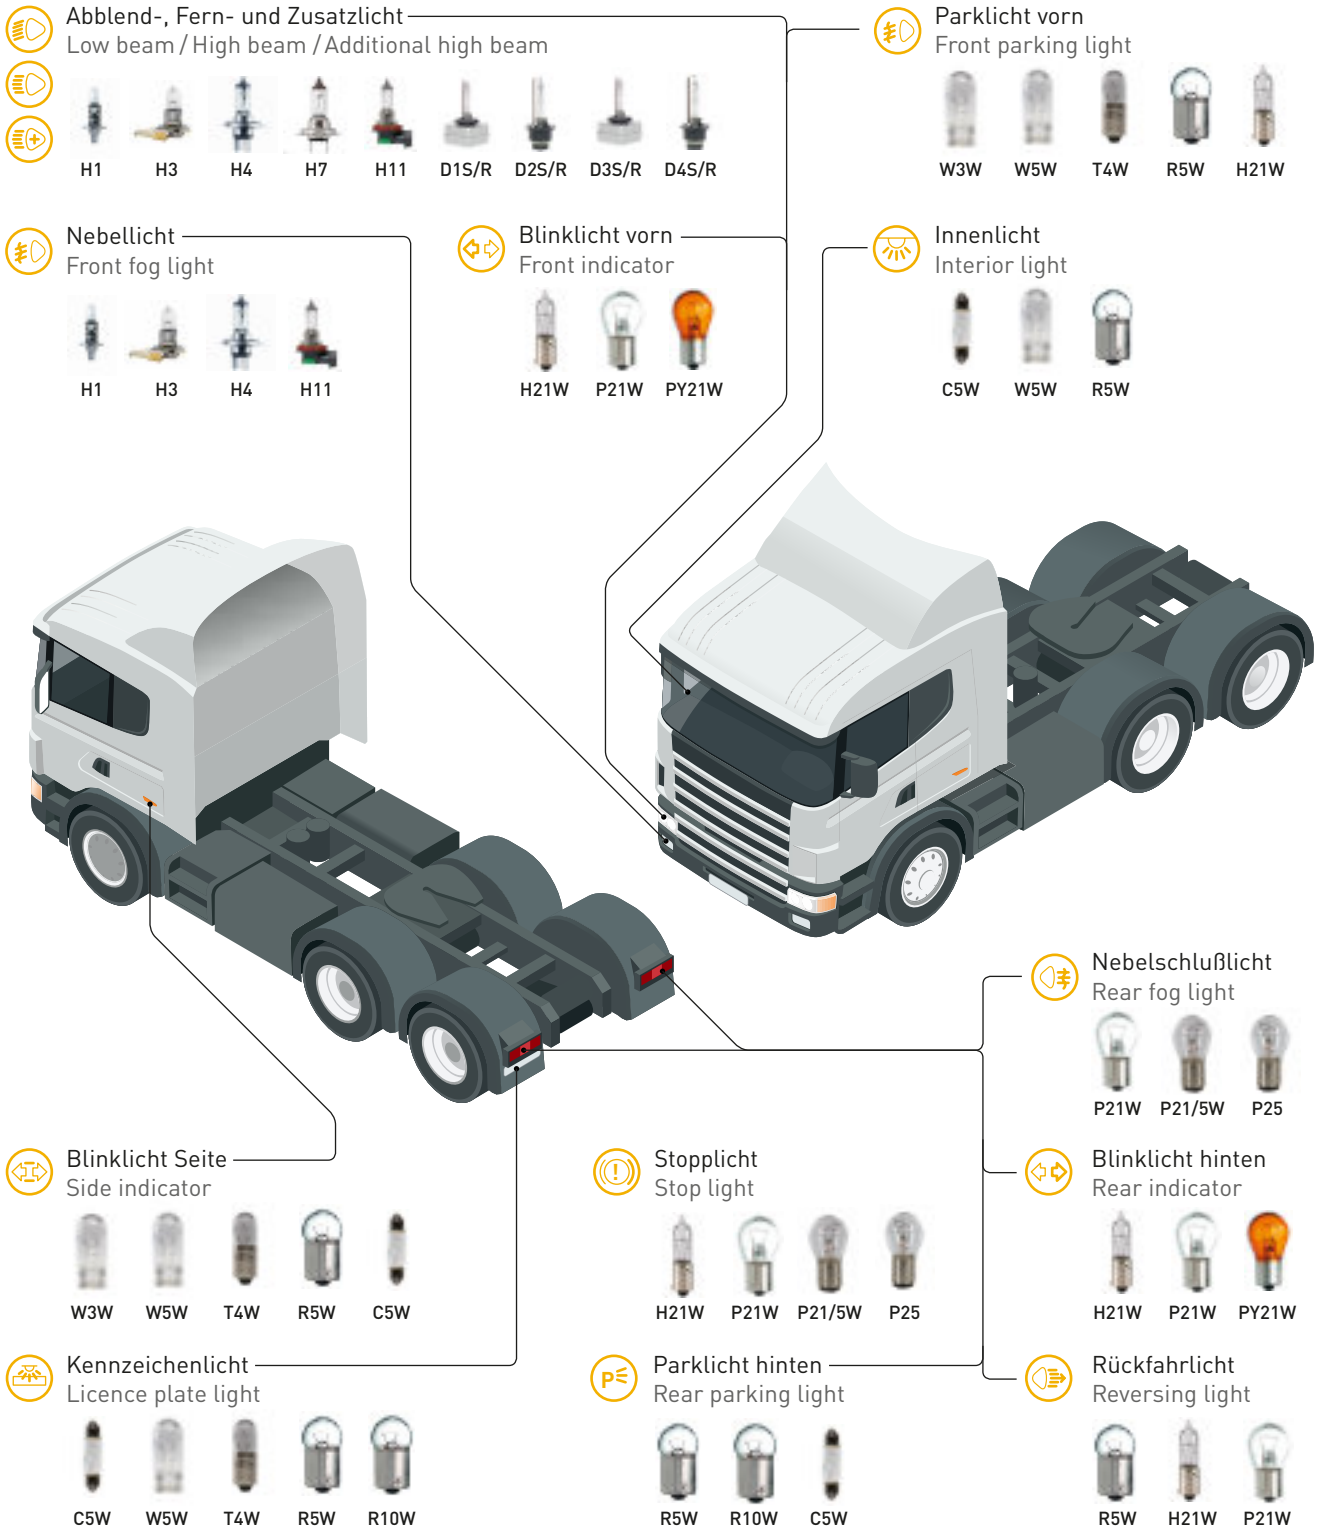 Abblend-, Fern- und Zusatzlicht
Low beam / High beam / Additional high beam
H1 H3 H4 H7 H11 D1S/R D2S/R D3S/R D4S/R
Parklicht vorn
Front parking light
W3W W5W T4W R5W H21W
Nebellicht
Front fog light
H1 H3 H4 H11
Blinklicht vorn
Front indicator
H21W P21W PY21W
Innenlicht
Interior light
C5W W5W R5W
Nebelschlußlicht
Rear fog light
P21W P21/5W P25
Blinklicht Seite
Side indicator
W3W W5W T4W R5W C5W
Stopplicht
Stop light
H21W P21W P21/5W P25
Blinklicht hinten
Rear indicator
H21W P21W PY21W
Kennzeichenlicht
Licence plate light
C5W W5W T4W R5W R10W
P
Parklicht hinten
Rear parking light
R5W R10W C5W
Rückfahrlicht
Reversing light
R5W H21W P21W